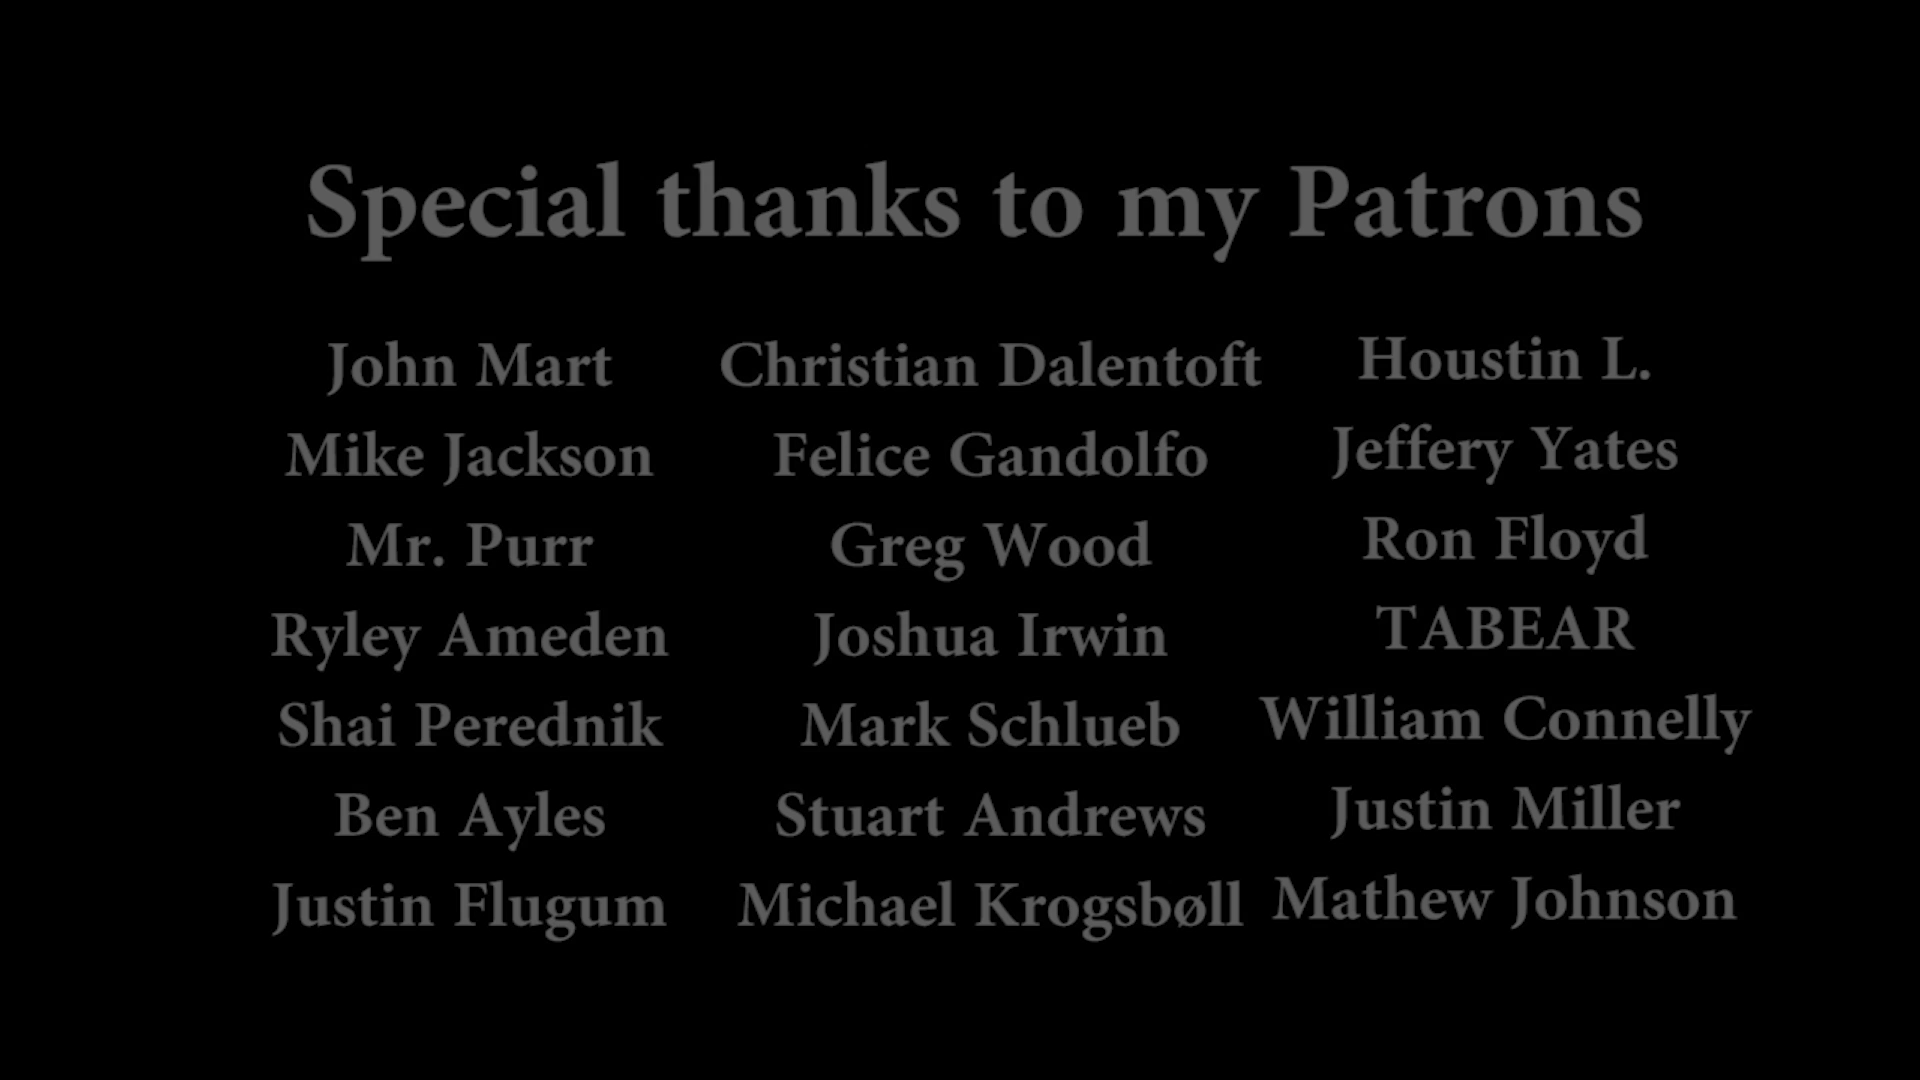 Special thanks to my Patrons
John Mart
Mike Jackson
Mr. Purr
Ryley Ameden
Shai Perednik
Ben Ayles
Justin Flugum
Christian Dalentoft
Felice Gandolfo
Greg Wood
Joshua Irwin
Mark Schlueb
Stuart Andrews
Michael Krogsbøll
Houstin L.
Jeffery Yates
Ron Floyd
TABEAR
William Connelly
Justin Miller
Mathew Johnson